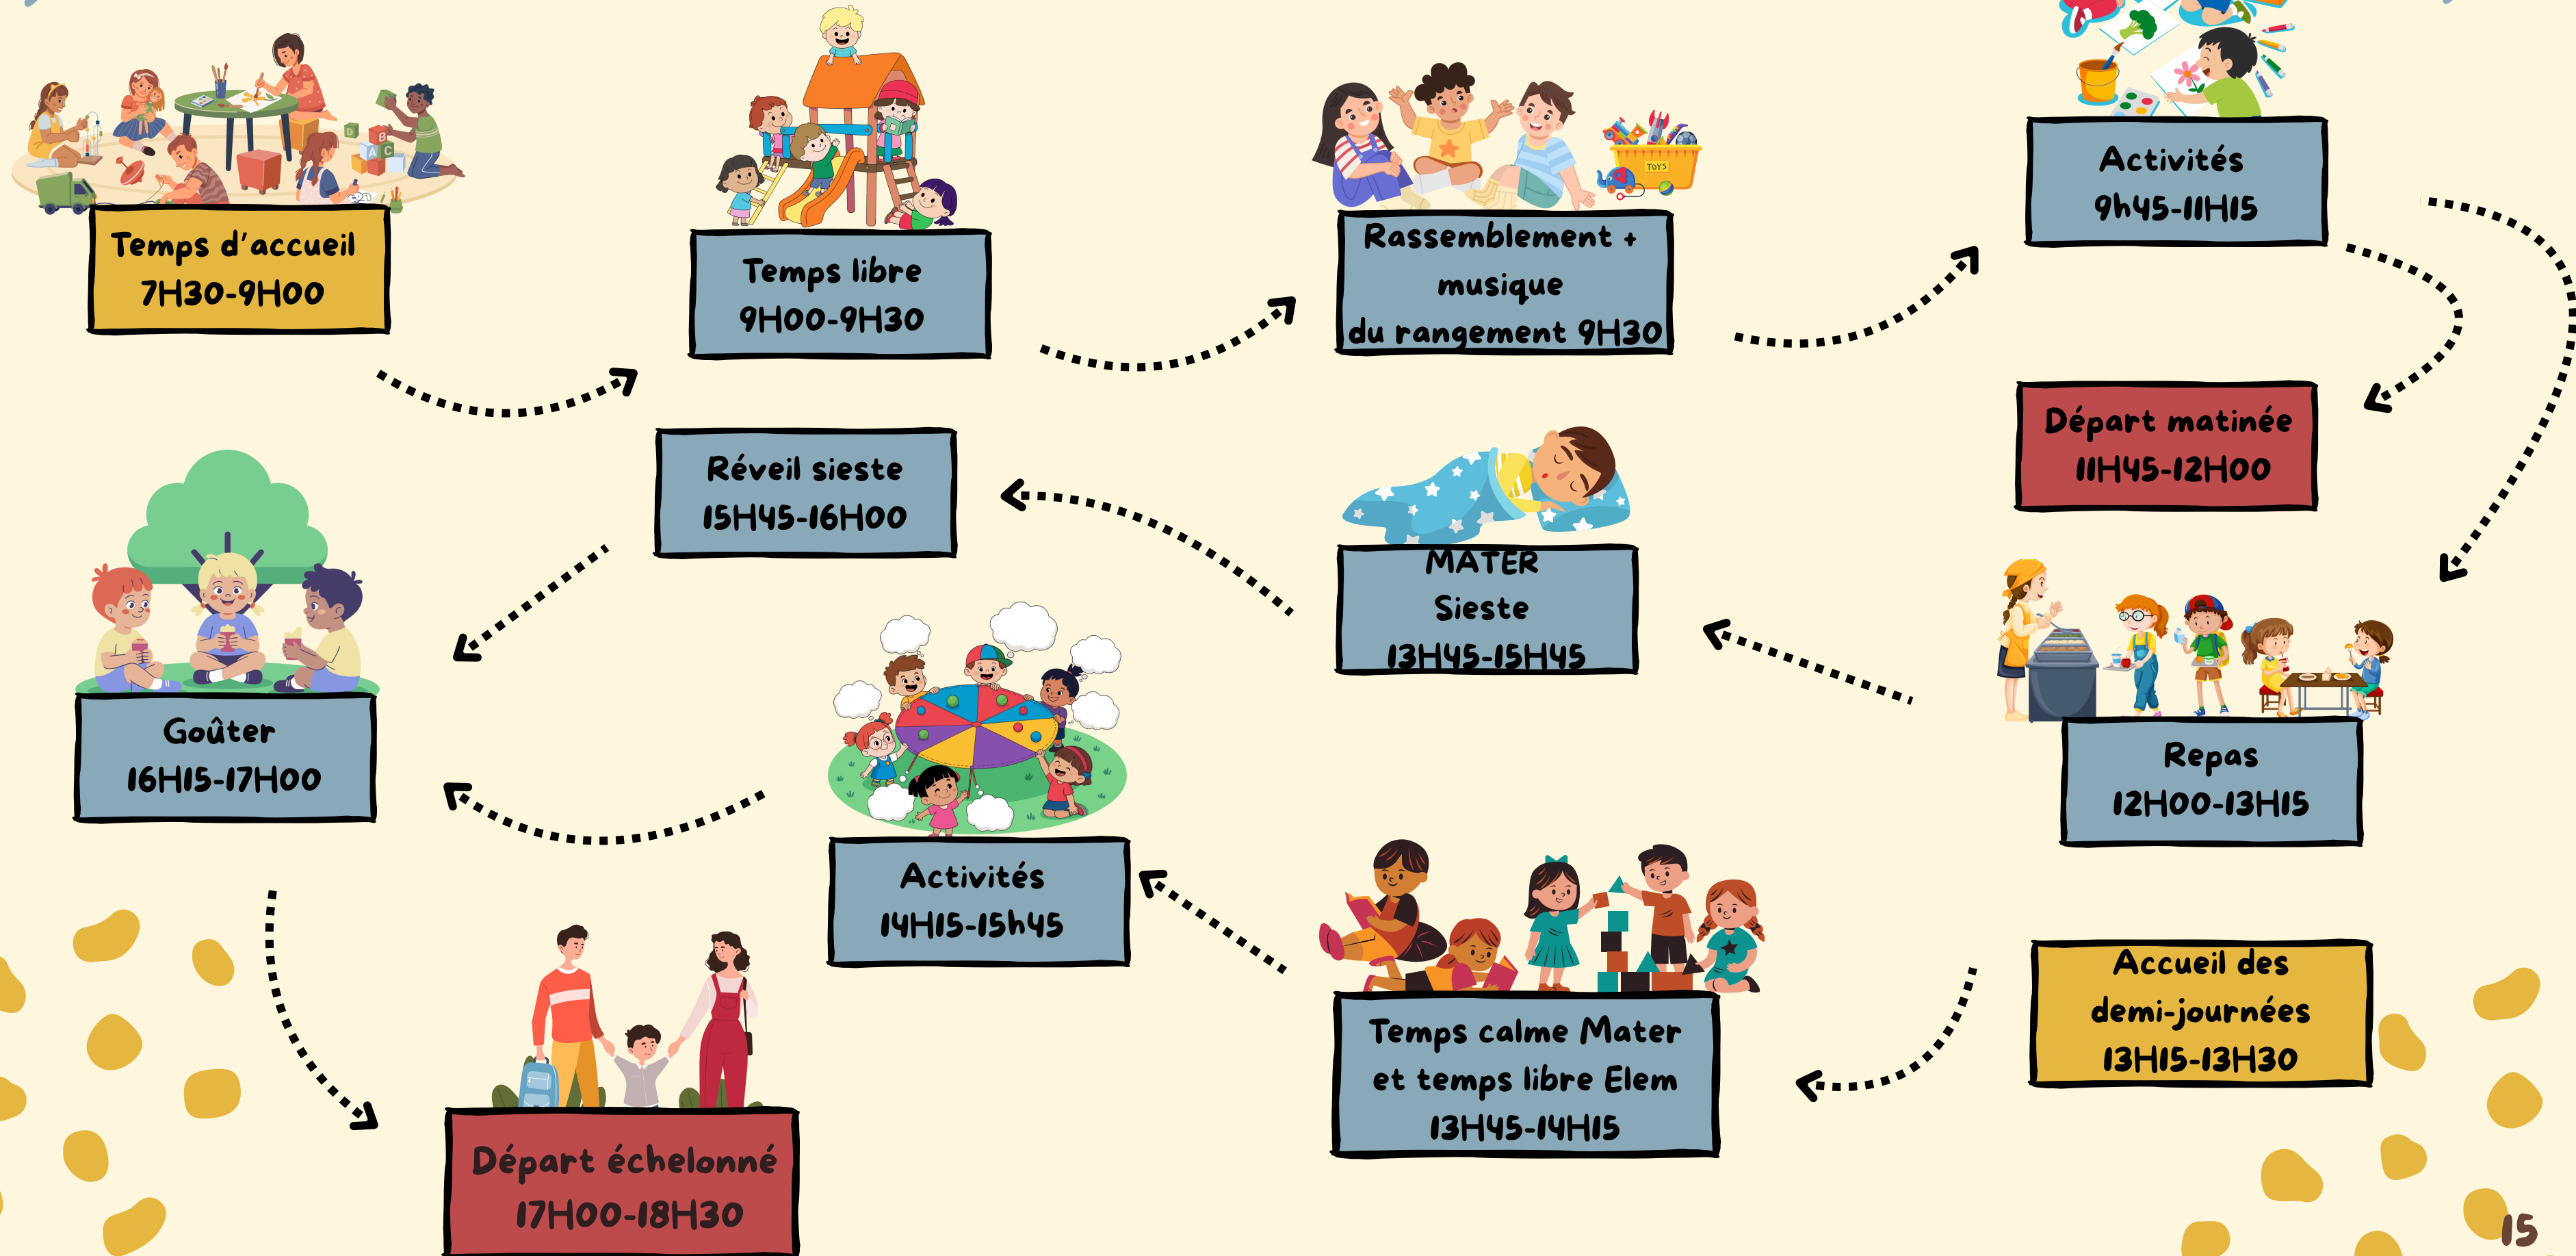 Temps d'accueil
7H30-9H00
Temps libre
9H00-9H30
Rassemblement +
musique
du rangement 9H30
TOYS
Activités
9h45-11H15
Départ matinée
11H45-12H00
Repas
12H00-13H15
MATER
Sieste
13H45-15H45
Réveil sieste
15H45-16H00
Accueil des
demi-journées
13H15-13H30
Temps calme Mater
et temps libre Elem
13H45-14H15
Activités
14H15-15h45
Goûter
16H15-17H00
Départ échelonné
17H00-18H30
15
D
B
A
C